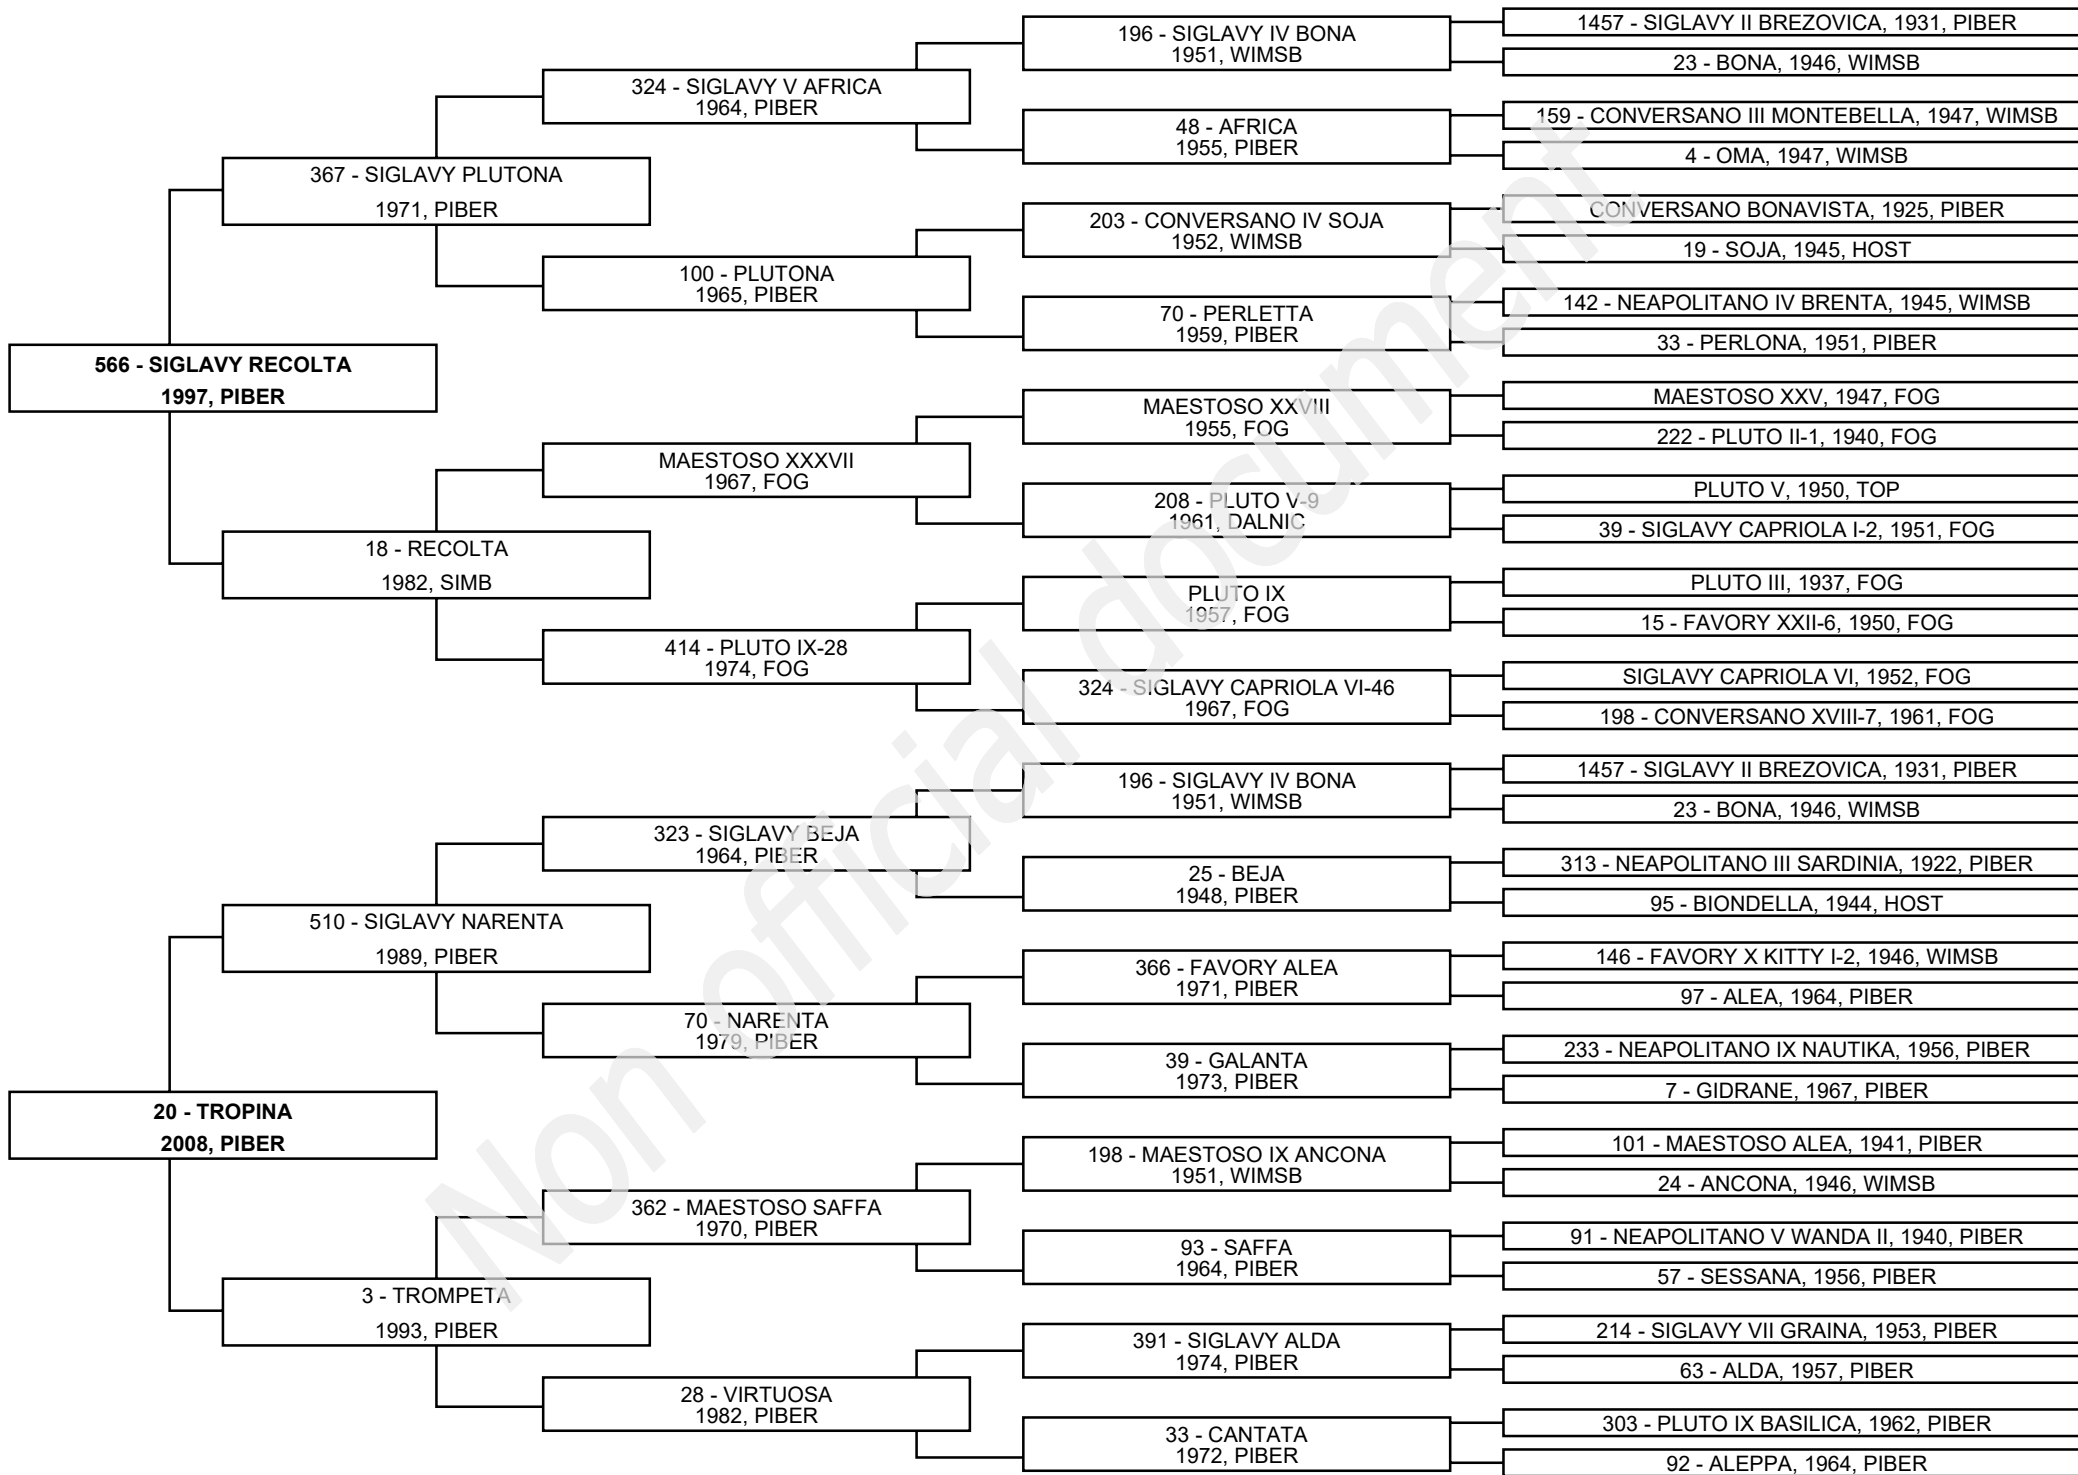 566 - SIGLAVY RECOLTA
1997, PIBER
20 - TROPINA
2008, PIBER
367 - SIGLAVY PLUTONA
1971, PIBER
18 - RECOLTA
1982, SIMB
510 - SIGLAVY NARENTA
1989, PIBER
3 - TROMPETA
1993, PIBER
324 - SIGLAVY V AFRICA
1964, PIBER
100 - PLUTONA
1965, PIBER
MAESTOSO XXXVII
1967, FOG
414 - PLUTO IX-28
1974, FOG
323 - SIGLAVY BEJA
1964, PIBER
70 - NARENTA
1979, PIBER
362 - MAESTOSO SAFFA
1970, PIBER
28 - VIRTUOSA
1982, PIBER
196 - SIGLAVY IV BONA
1951, WIMSB
48 - AFRICA
1955, PIBER
203 - CONVERSANO IV SOJA
1952, WIMSB
70 - PERLETTA
1959, PIBER
MAESTOSO XXVIII
1955, FOG
208 - PLUTO V-9
1961, DALNIC
PLUTO IX
1957, FOG
324 - SIGLAVY CAPRIOLA VI-46
1967, FOG
196 - SIGLAVY IV BONA
1951, WIMSB
25 - BEJA
1948, PIBER
366 - FAVORY ALEA
1971, PIBER
39 - GALANTA
1973, PIBER
198 - MAESTOSO IX ANCONA
1951, WIMSB
93 - SAFFA
1964, PIBER
391 - SIGLAVY ALDA
1974, PIBER
33 - CANTATA
1972, PIBER
1457 - SIGLAVY II BREZOVICA, 1931, PIBER
23 - BONA, 1946, WIMSB
159 - CONVERSANO III MONTEBELLA, 1947, WIMSB
4 - OMA, 1947, WIMSB
CONVERSANO BONAVISTA, 1925, PIBER
19 - SOJA, 1945, HOST
142 - NEAPOLITANO IV BRENTA, 1945, WIMSB
33 - PERLONA, 1951, PIBER
MAESTOSO XXV, 1947, FOG
222 - PLUTO II-1, 1940, FOG
PLUTO V, 1950, TOP
39 - SIGLAVY CAPRIOLA I-2, 1951, FOG
PLUTO III, 1937, FOG
15 - FAVORY XXII-6, 1950, FOG
SIGLAVY CAPRIOLA VI, 1952, FOG
198 - CONVERSANO XVIII-7, 1961, FOG
1457 - SIGLAVY II BREZOVICA, 1931, PIBER
23 - BONA, 1946, WIMSB
313 - NEAPOLITANO III SARDINIA, 1922, PIBER
95 - BIONDELLA, 1944, HOST
146 - FAVORY X KITTY I-2, 1946, WIMSB
97 - ALEA, 1964, PIBER
233 - NEAPOLITANO IX NAUTIKA, 1956, PIBER
7 - GIDRANE, 1967, PIBER
101 - MAESTOSO ALEA, 1941, PIBER
24 - ANCONA, 1946, WIMSB
91 - NEAPOLITANO V WANDA II, 1940, PIBER
57 - SESSANA, 1956, PIBER
214 - SIGLAVY VII GRAINA, 1953, PIBER
63 - ALDA, 1957, PIBER
303 - PLUTO IX BASILICA, 1962, PIBER
92 - ALEPPA, 1964, PIBER
Non official document